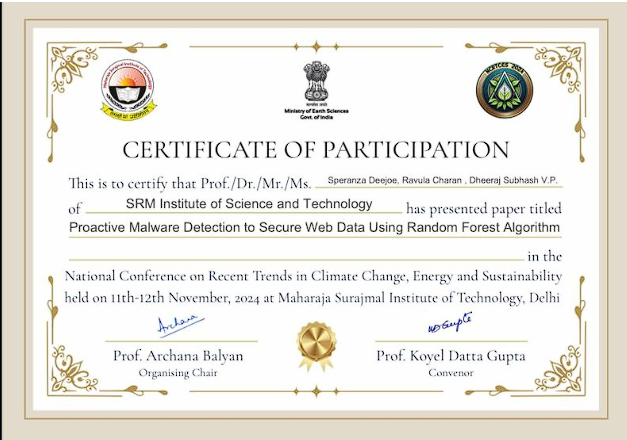 Ministry of Earth Sciences
Govt. of India
CERTIFICATE OF PARTICIPATION
This is to certify that Prof./Dr./Mr./Ms. Speranza Deejoe, Ravula Charan , Dheeraj Subhash V.P.
of SRM Institute of Science and Technology has presented paper titled
Proactive Malware Detection to Secure Web Data Using Random Forest Algorithm
in the
National Conference on Recent Trends in Climate Change, Energy and Sustainability
held on 11th-12th November, 2024 at Maharaja Surajmal Institute of Technology, Delhi
Archana
Prof. Archana Balyan
Prof. Koyel Datta Gupta
Organising Chair
Convenor